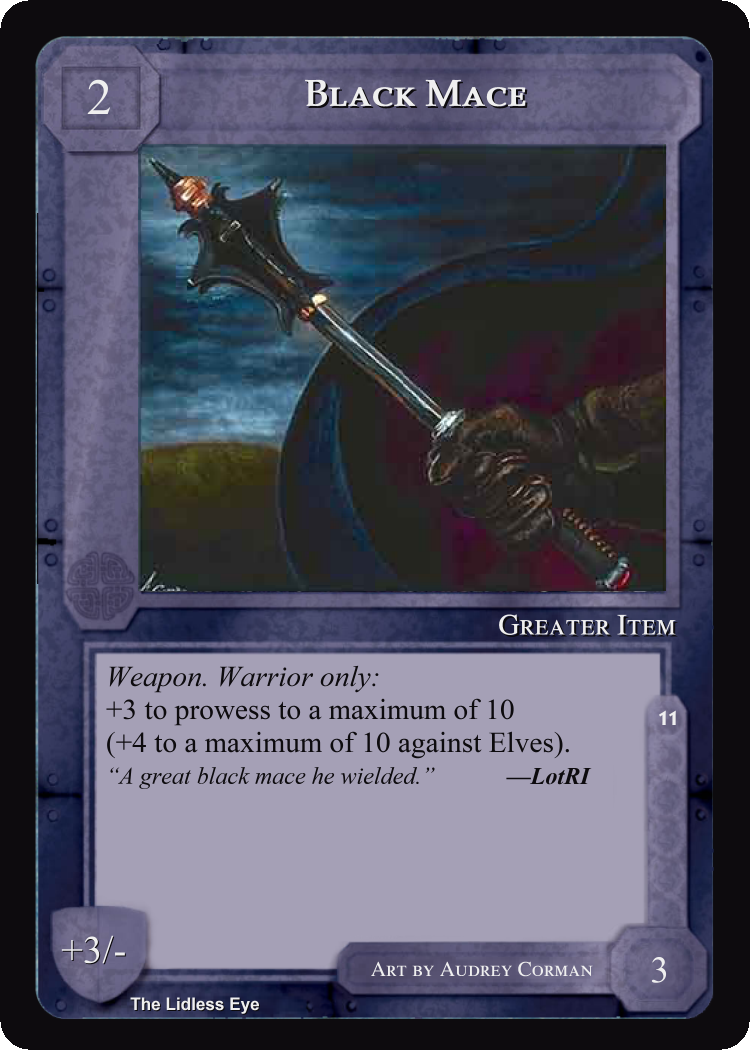 2
BLACK MACE
GREATER ITEM
Weapon. Warrior only:
+3 to prowess to a maximum of 10
(+4 to a maximum of 10 against Elves).
“A great black mace he wielded.” —LotRI
11
+3/-
ART BY AUDREY CORMAN
3
The Lidless Eye